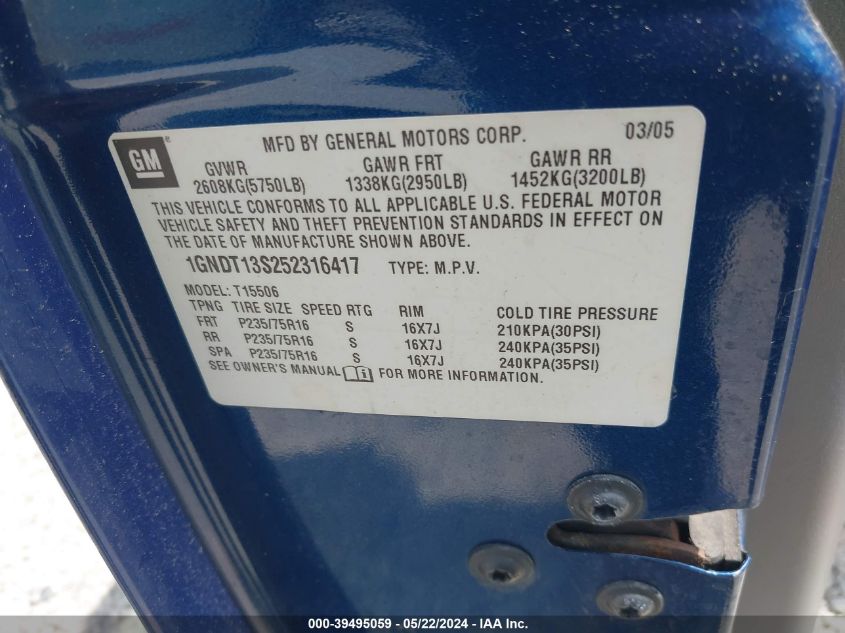 GM
MFD BY GENERAL MOTORS CORP. 03/05
GVWR GAWR FRT GAWR RR
2608KG(5750LB) 1338KG(2950LB) 1452KG(3200LB)
THIS VEHICLE CONFORMS TO ALL APPLICABLE U.S. FEDERAL MOTOR
VEHICLE SAFETY AND THEFT PREVENTION STANDARDS IN EFFECT ON
THE DATE OF MANUFACTURE SHOWN ABOVE.
1GNDT13S252316417 TYPE: M.P.V.
MODEL: T15506
TPNG TIRE SIZE SPEED RTG RIM COLD TIRE PRESSURE
FRT P235/75R16 S 16X7J 210KPA(30PSI)
RR P235/75R16 S 16X7J 240KPA(35PSI)
SPA P235/75R16 S 16X7J 240KPA(35PSI)
SEE OWNER'S MANUAL FOR MORE INFORMATION.
000-39495059 - 05/22/2024 - IAA Inc.